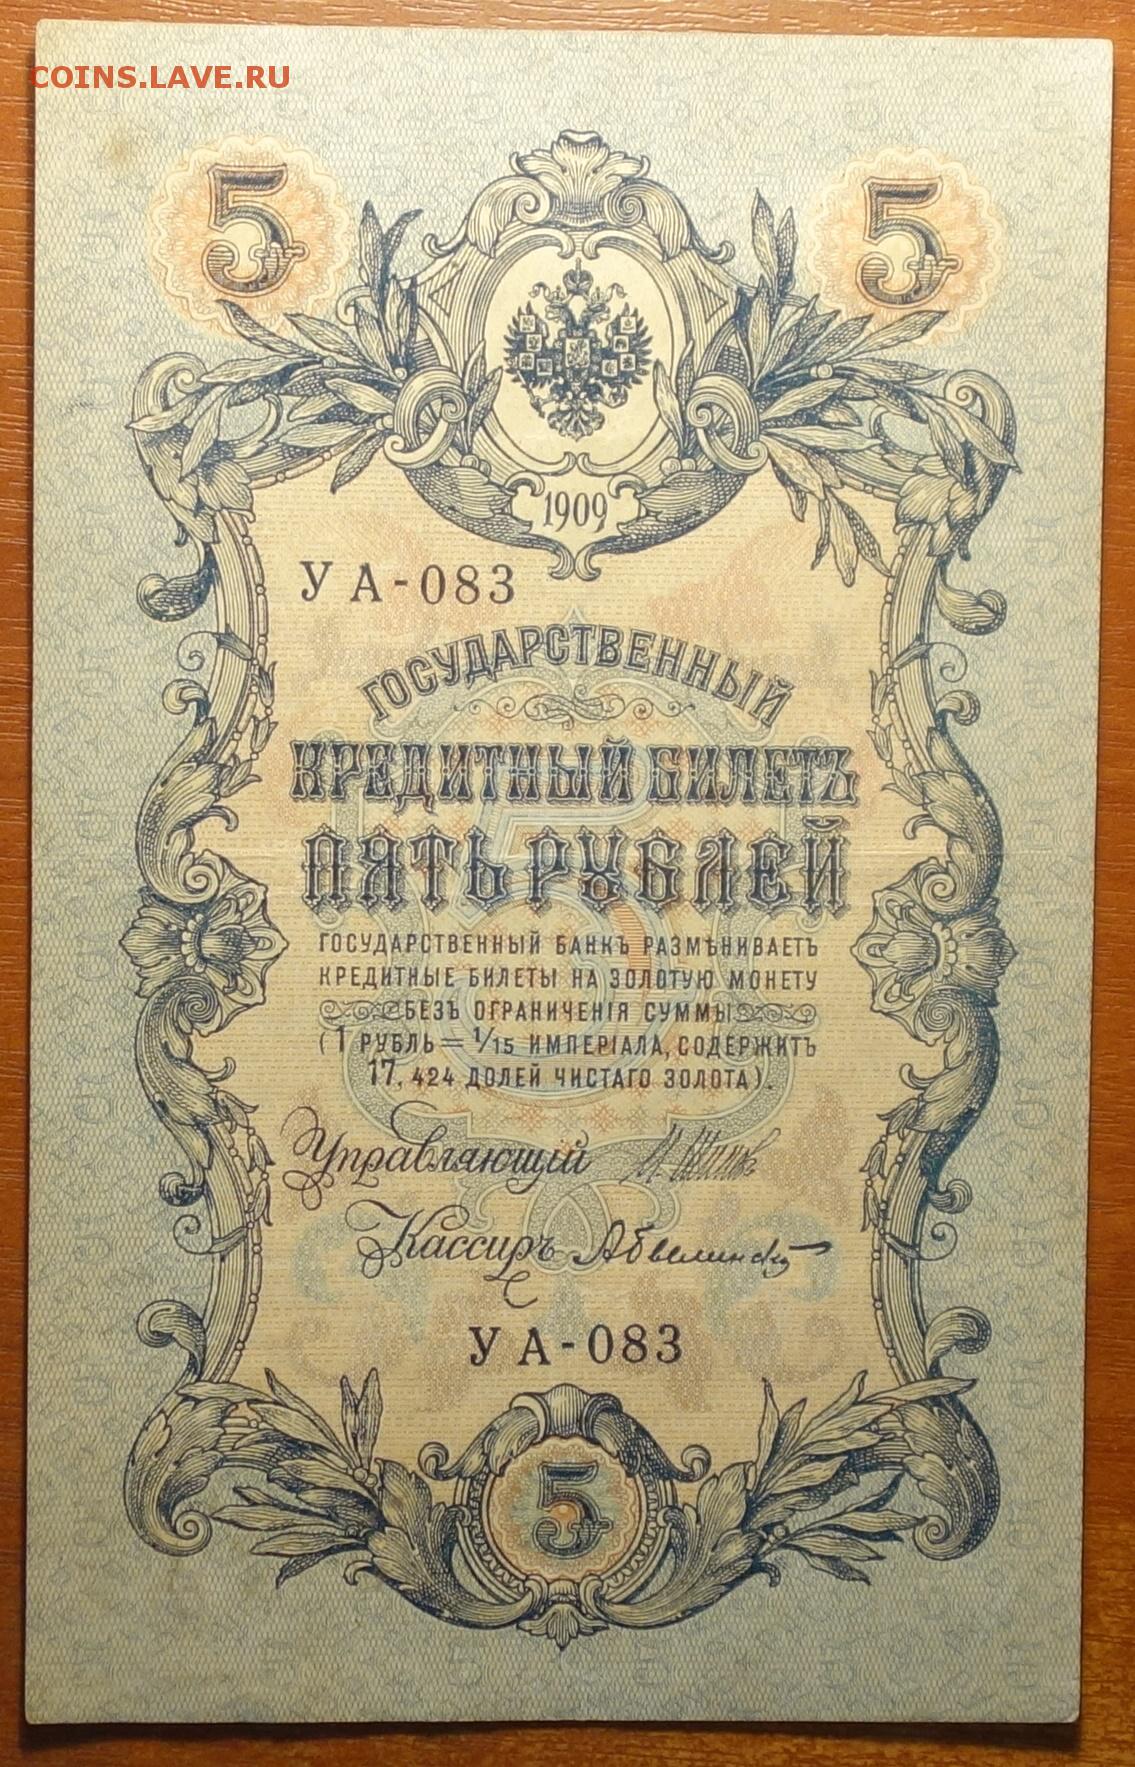 COINS.LAVE.RU
5 5
1909
УА-083
ГОСУДАРСТВЕННЫЙ
КРЕДИТНЫЙ БИЛЕТЪ
ПЯТЬ РУБЛЕЙ
ГОСУДАРСТВЕННЫЙ БАНКЪ РАЗМѢНИВАЕТЪ
КРЕДИТНЫЕ БИЛЕТЫ НА ЗОЛОТУЮ МОНЕТУ
БЕЗЪ ОГРАНИЧЕНІЯ СУММЫ
(1 РУБЛЬ = 1/15 ИМПЕРІАЛА, СОДЕРЖИТЪ
17,424 ДОЛЕЙ ЧИСТАГО ЗОЛОТА).
Управляющій
Кассиръ
УА-083
5